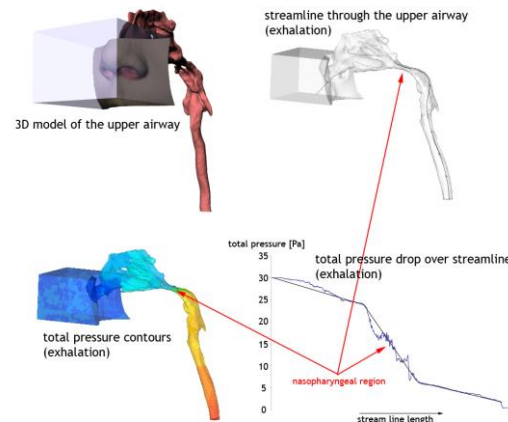 streamline through the upper airway
(exhalation)
3D model of the upper airway
total pressure [Pa]
total pressure drop over streamline
(exhalation)
35
30
25
20
15
10
5
0
total pressure contours
(exhalation)
nasopharyngeal region
stream line length